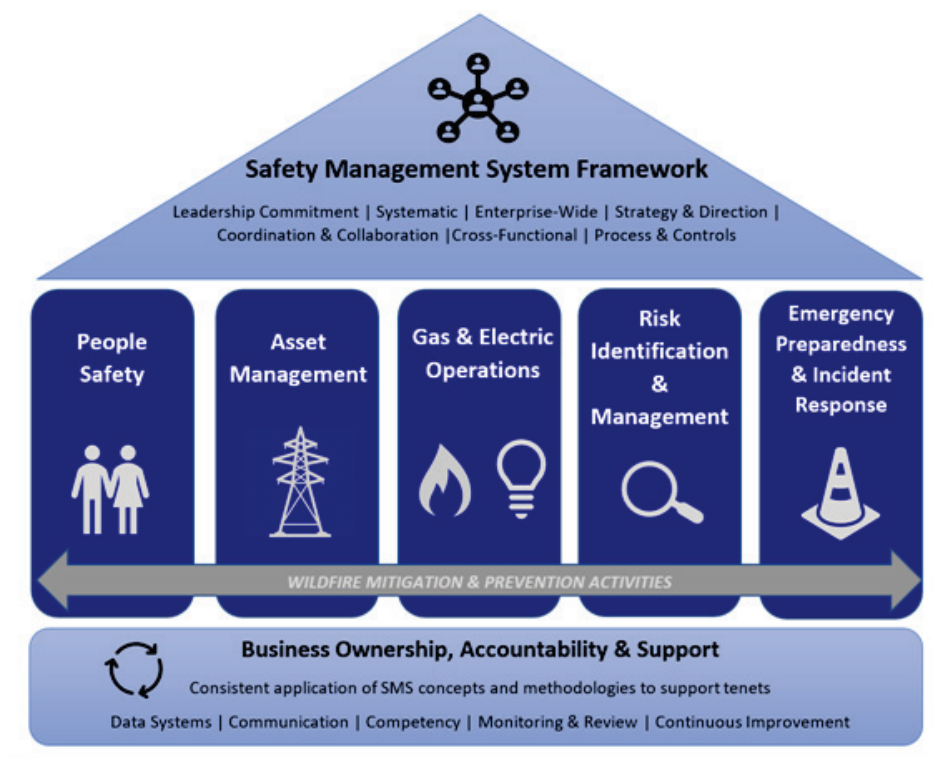 Safety Management System Framework
Leadership Commitment | Systematic | Enterprise-Wide | Strategy & Direction |
Coordination & Collaboration |Cross-Functional | Process & Controls
People
Safety
Asset
Management
Gas & Electric
Operations
Risk
Identification
&
Management
Emergency
Preparedness
& Incident
Response
WILDFIRE MITIGATION & PREVENTION ACTIVITIES
Business Ownership, Accountability & Support
Consistent application of SMS concepts and methodologies to support tenets
Data Systems | Communication | Competency | Monitoring & Review | Continuous Improvement